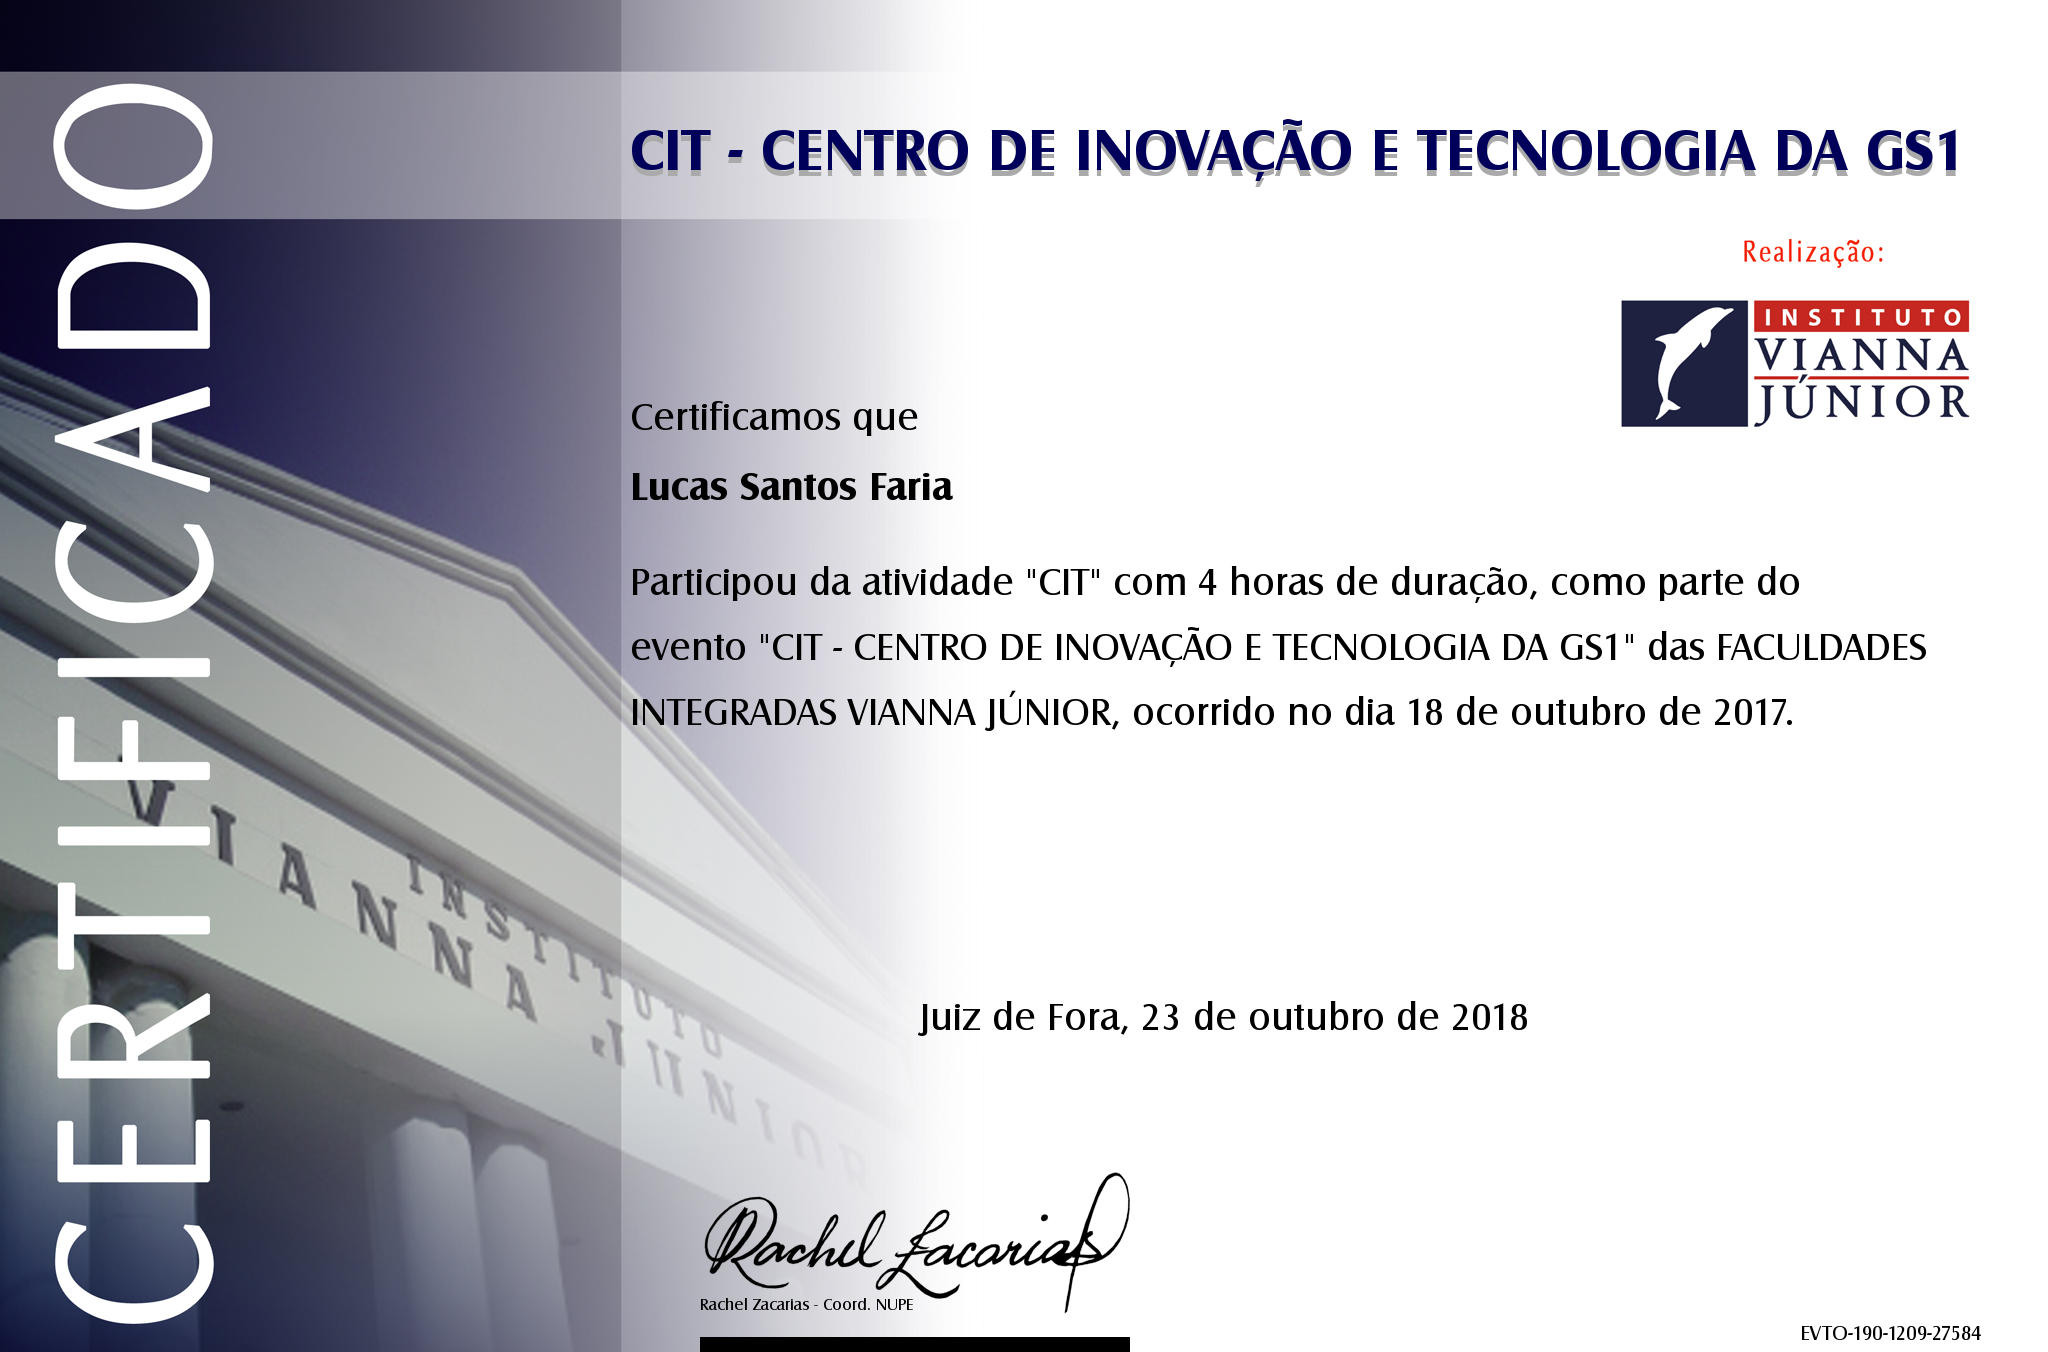 CERTIFICADO
CIT - CENTRO DE INOVAÇÃO E TECNOLOGIA DA GS1
Realização:
INSTITUTO
VIANNA
JÚNIOR
Certificamos que
Lucas Santos Faria
Participou da atividade "CIT" com 4 horas de duração, como parte do
evento "CIT - CENTRO DE INOVAÇÃO E TECNOLOGIA DA GS1" das FACULDADES
INTEGRADAS VIANNA JÚNIOR, ocorrido no dia 18 de outubro de 2017.
INSTITUTO
VIANNA JÚNIOR
Juiz de Fora, 23 de outubro de 2018
Rachel Zacarias
Rachel Zacarias - Coord. NUPE
EVTO-190-1209-27584